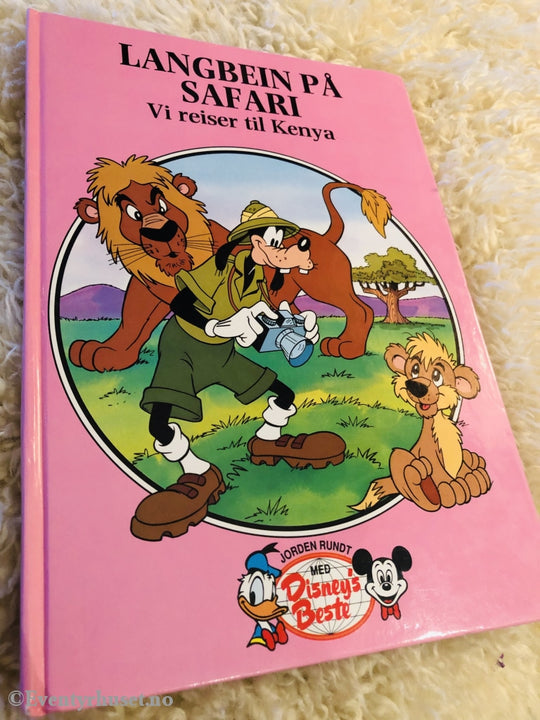 LANGBEIN PÅ
SAFARI
Vi reiser til Kenya
JORDEN RUNDT
MED
Disney's
Beste
©Eventyrhuset.no